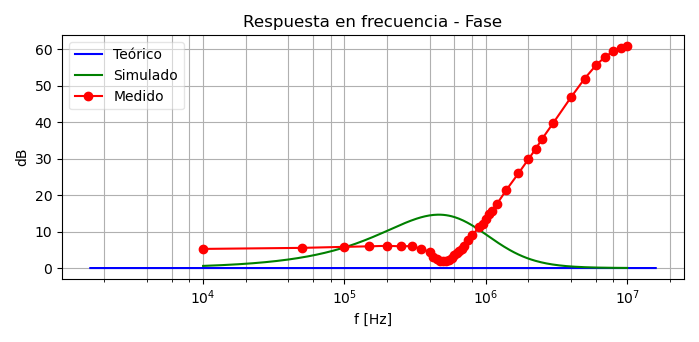 Respuesta en frecuencia - Fase
Teórico
Simulado
Medido
dB
60
50
40
30
20
10
0
10⁴ 10⁵ 10⁶ 10⁷
f [Hz]